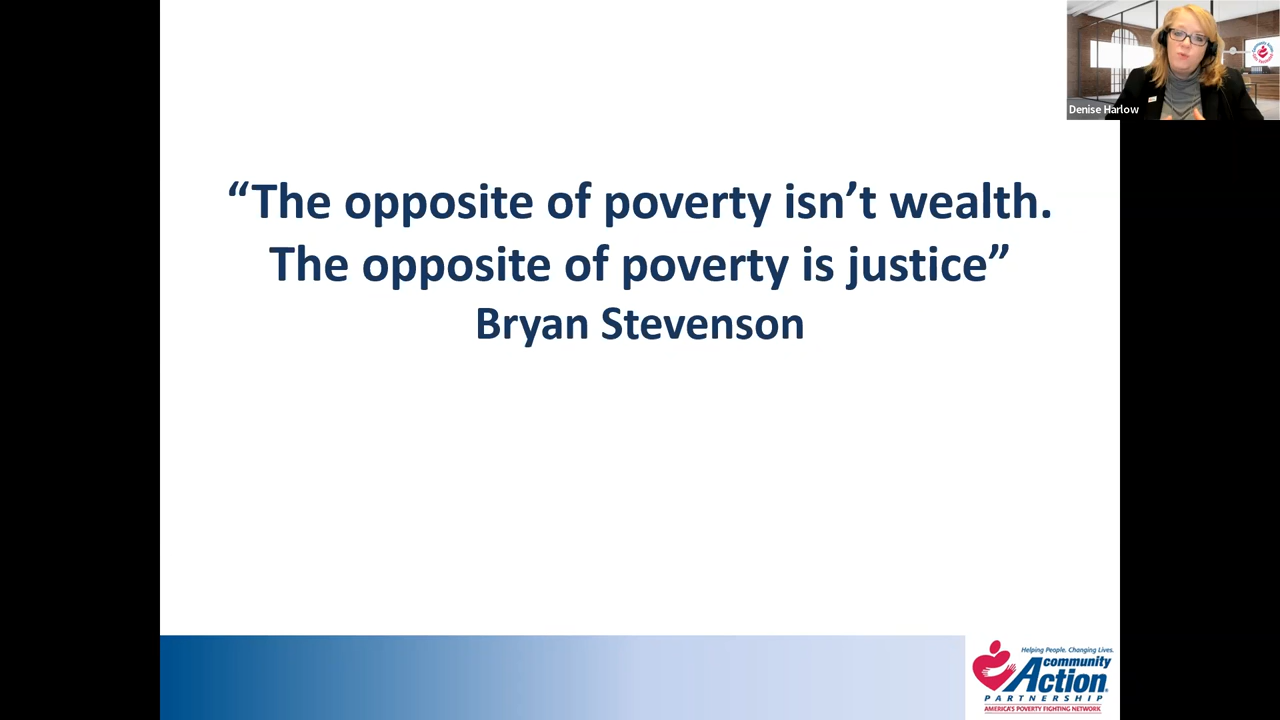 Denise Harlow
“The opposite of poverty isn’t wealth.
The opposite of poverty is justice”
Bryan Stevenson
Helping People. Changing Lives.
community
Action®
PARTNERSHIP
AMERICA'S POVERTY FIGHTING NETWORK